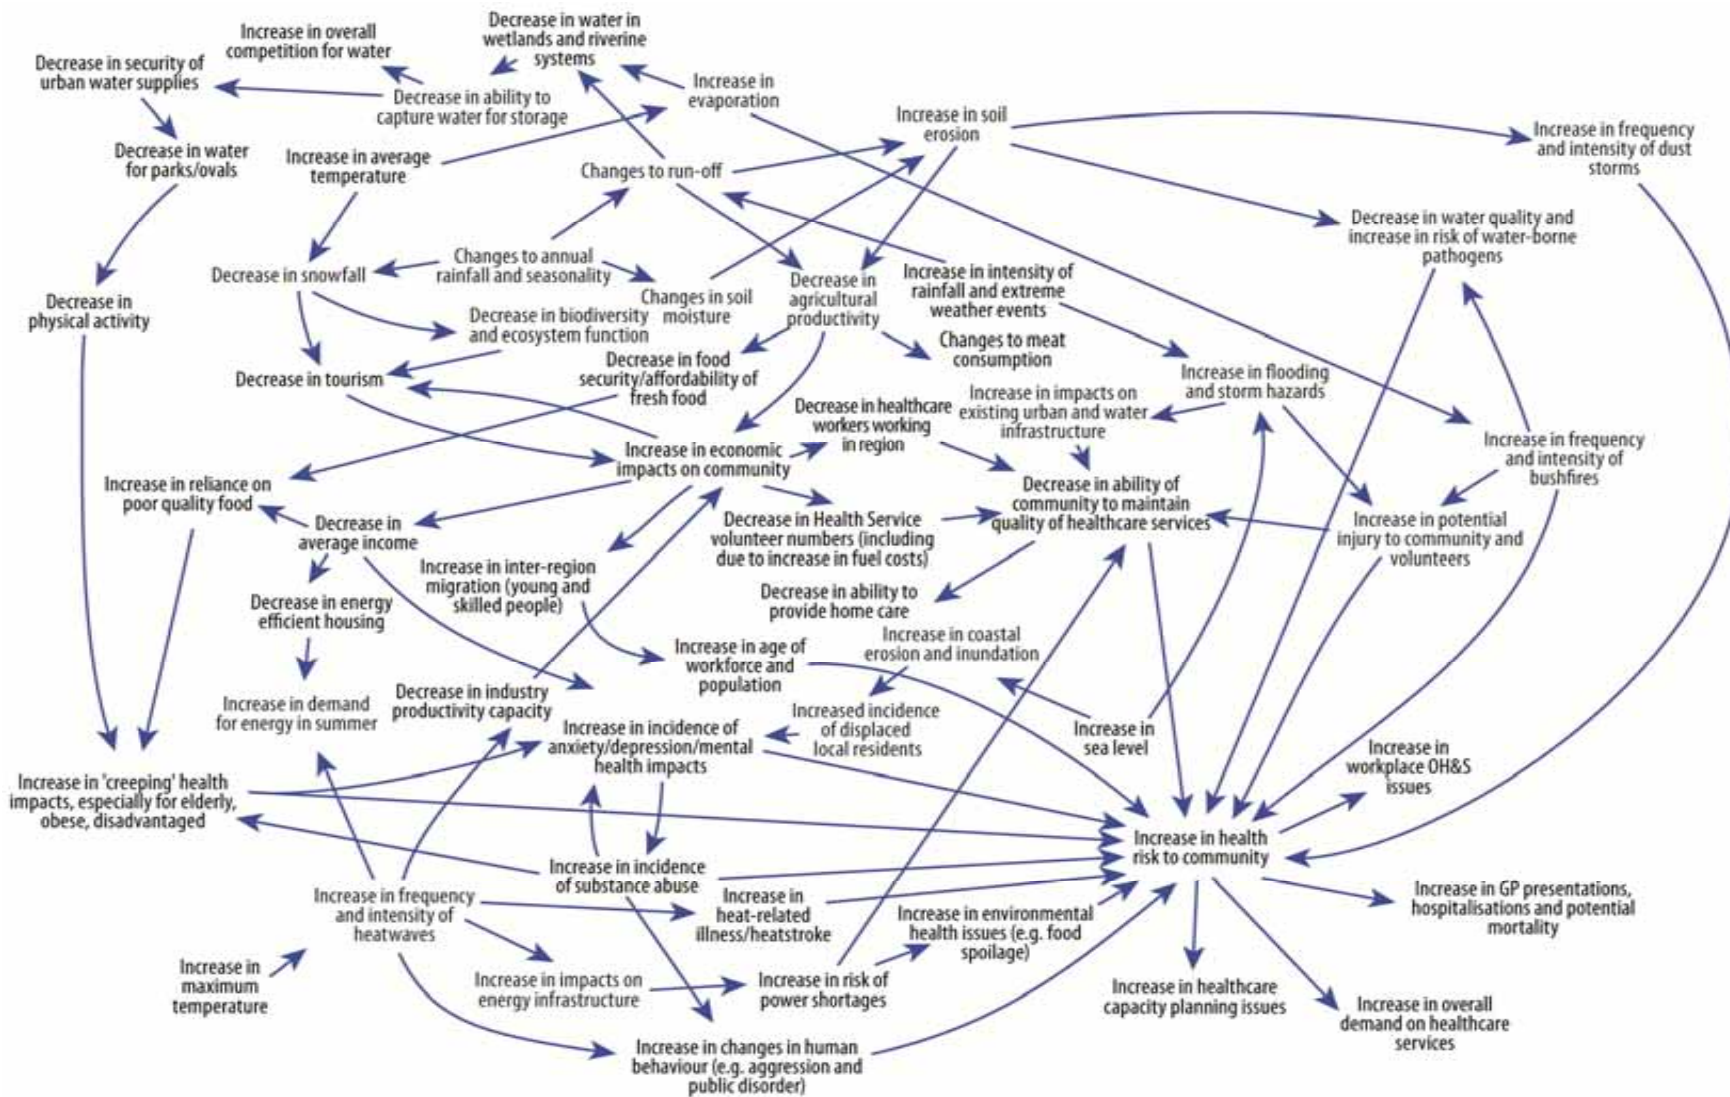 Decrease in water in
wetlands and riverine
systems
Increase in overall
competition for water
Decrease in security of
urban water supplies
Decrease in ability to
capture water for storage
Increase in
evaporation
Increase in soil
erosion
Increase in frequency
and intensity of dust
storms
Decrease in water
for parks/ovals
Increase in average
temperature
Changes to run-off
Decrease in water quality and
increase in risk of water-borne
pathogens
Decrease in snowfall
Changes to annual
rainfall and seasonality
Changes in soil
moisture
Decrease in
agricultural
productivity
Increase in intensity of
rainfall and extreme
weather events
Decrease in
physical activity
Decrease in biodiversity
and ecosystem function
Changes to meat
consumption
Decrease in tourism
Decrease in food
security/affordability of
fresh food
Increase in flooding
and storm hazards
Decrease in healthcare
workers working
in region
Increase in impacts on
existing urban and water
infrastructure
Increase in economic
impacts on community
Increase in frequency
and intensity of
bushfires
Increase in reliance on
poor quality food
Decrease in
average income
Decrease in Health Service
volunteer numbers (including
due to increase in fuel costs)
Decrease in ability of
community to maintain
quality of healthcare services
Increase in potential
injury to community and
volunteers
Increase in inter-region
migration (young and
skilled people)
Decrease in energy
efficient housing
Decrease in ability to
provide home care
Increase in age of
workforce and
population
Increase in coastal
erosion and inundation
Increase in demand
for energy in summer
Decrease in industry
productivity capacity
Increase in incidence of
anxiety/depression/mental
health impacts
Increased incidence
of displaced
local residents
Increase in
sea level
Increase in
workplace OH&S
issues
Increase in 'creeping' health
impacts, especially for elderly,
obese, disadvantaged
Increase in health
risk to community
Increase in incidence
of substance abuse
Increase in frequency
and intensity of
heatwaves
Increase in
heat-related
illness/heatstroke
Increase in environmental
health issues (e.g. food
spoilage)
Increase in GP presentations,
hospitalisations and potential
mortality
Increase in
maximum
temperature
Increase in impacts on
energy infrastructure
Increase in risk of
power shortages
Increase in healthcare
capacity planning issues
Increase in overall
demand on healthcare
services
Increase in changes in human
behaviour (e.g. aggression and
public disorder)